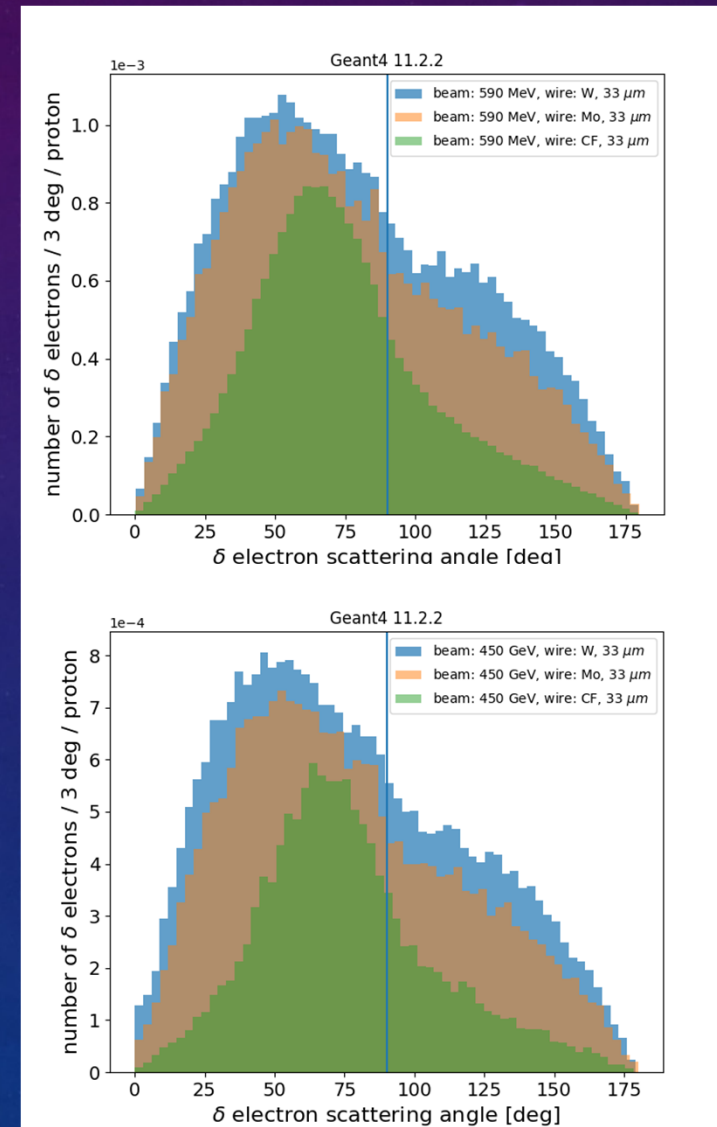 Geant4 11.2.2
1e−3
beam: 590 MeV, wire: W, 33 μm
beam: 590 MeV, wire: Mo, 33 μm
beam: 590 MeV, wire: CF, 33 μm
number of δ electrons / 3 deg / proton
1.0
0.8
0.6
0.4
0.2
0.0
0 25 50 75 100 125 150 175
δ electron scattering angle [deg]
Geant4 11.2.2
1e−4
beam: 450 GeV, wire: W, 33 μm
beam: 450 GeV, wire: Mo, 33 μm
beam: 450 GeV, wire: CF, 33 μm
number of δ electrons / 3 deg / proton
8
7
6
5
4
3
2
1
0
0 25 50 75 100 125 150 175
δ electron scattering angle [deg]